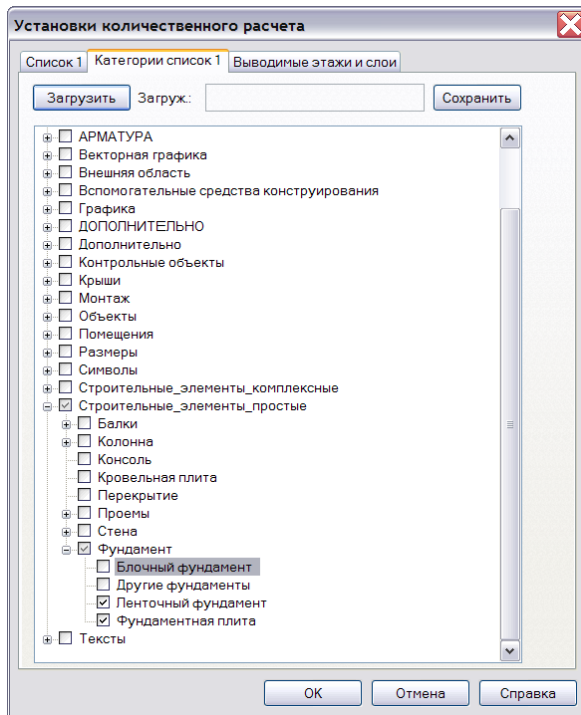 Установки количественного расчета
Список 1 Категории список 1 Выводимые этажи и слои
Загрузить Загруж.: Сохранить
АРМАТУРА
Векторная графика
Внешняя область
Вспомогательные средства конструирования
Графика
ДОПОЛНИТЕЛЬНО
Дополнительно
Контрольные объекты
Крыши
Монтаж
Объекты
Помещения
Размеры
Символы
Строительные_элементы_комплексные
Строительные_элементы_простые
Балки
Колонна
Консоль
Кровельная плита
Перекрытие
Проемы
Стена
Фундамент
Блочный фундамент
Другие фундаменты
Ленточный фундамент
Фундаментная плита
Тексты
OK Отмена Справка